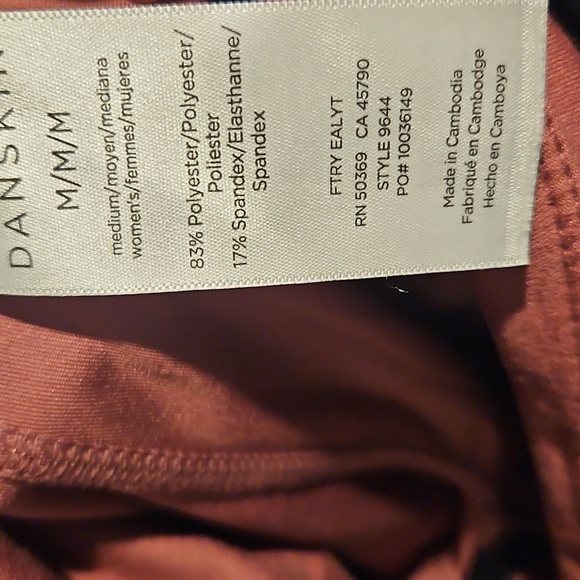 DANSKIN
M/M/M
medium/moyen/mediana
women's/femmes/mujeres
83% Polyester/Polyester/
Poliester
17% Spandex/Elasthanne/
Spandex
FTRY EALYT
RN 50369 CA 45790
STYLE 9644
PO# 10036149
Made in Cambodia
Fabriqué en Cambodge
Hecho en Camboya